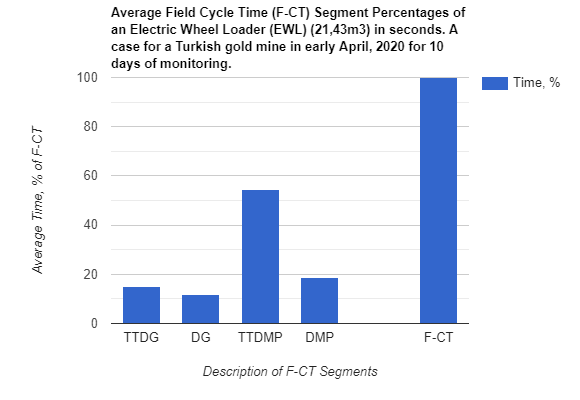 Average Field Cycle Time (F-CT) Segment Percentages of
an Electric Wheel Loader (EWL) (21,43m3) in seconds. A
case for a Turkish gold mine in early April, 2020 for 10
days of monitoring.
100
80
60
40
20
0
Average Time, % of F-CT
Time, %
TTDG DG TTDMP DMP F-CT
Description of F-CT Segments